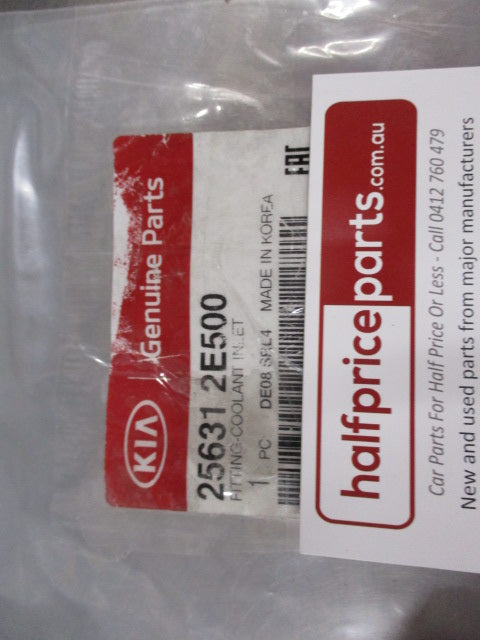 KIA Genuine Parts
25631 2E500
FITTING-COOLANT INLET
1 PC DE08 SRL4 MADE IN KOREA
EAC
halfpriceparts.com.au
Car Parts For Half Price Or Less - Call 0412 760 479
New and used parts from major manufacturers